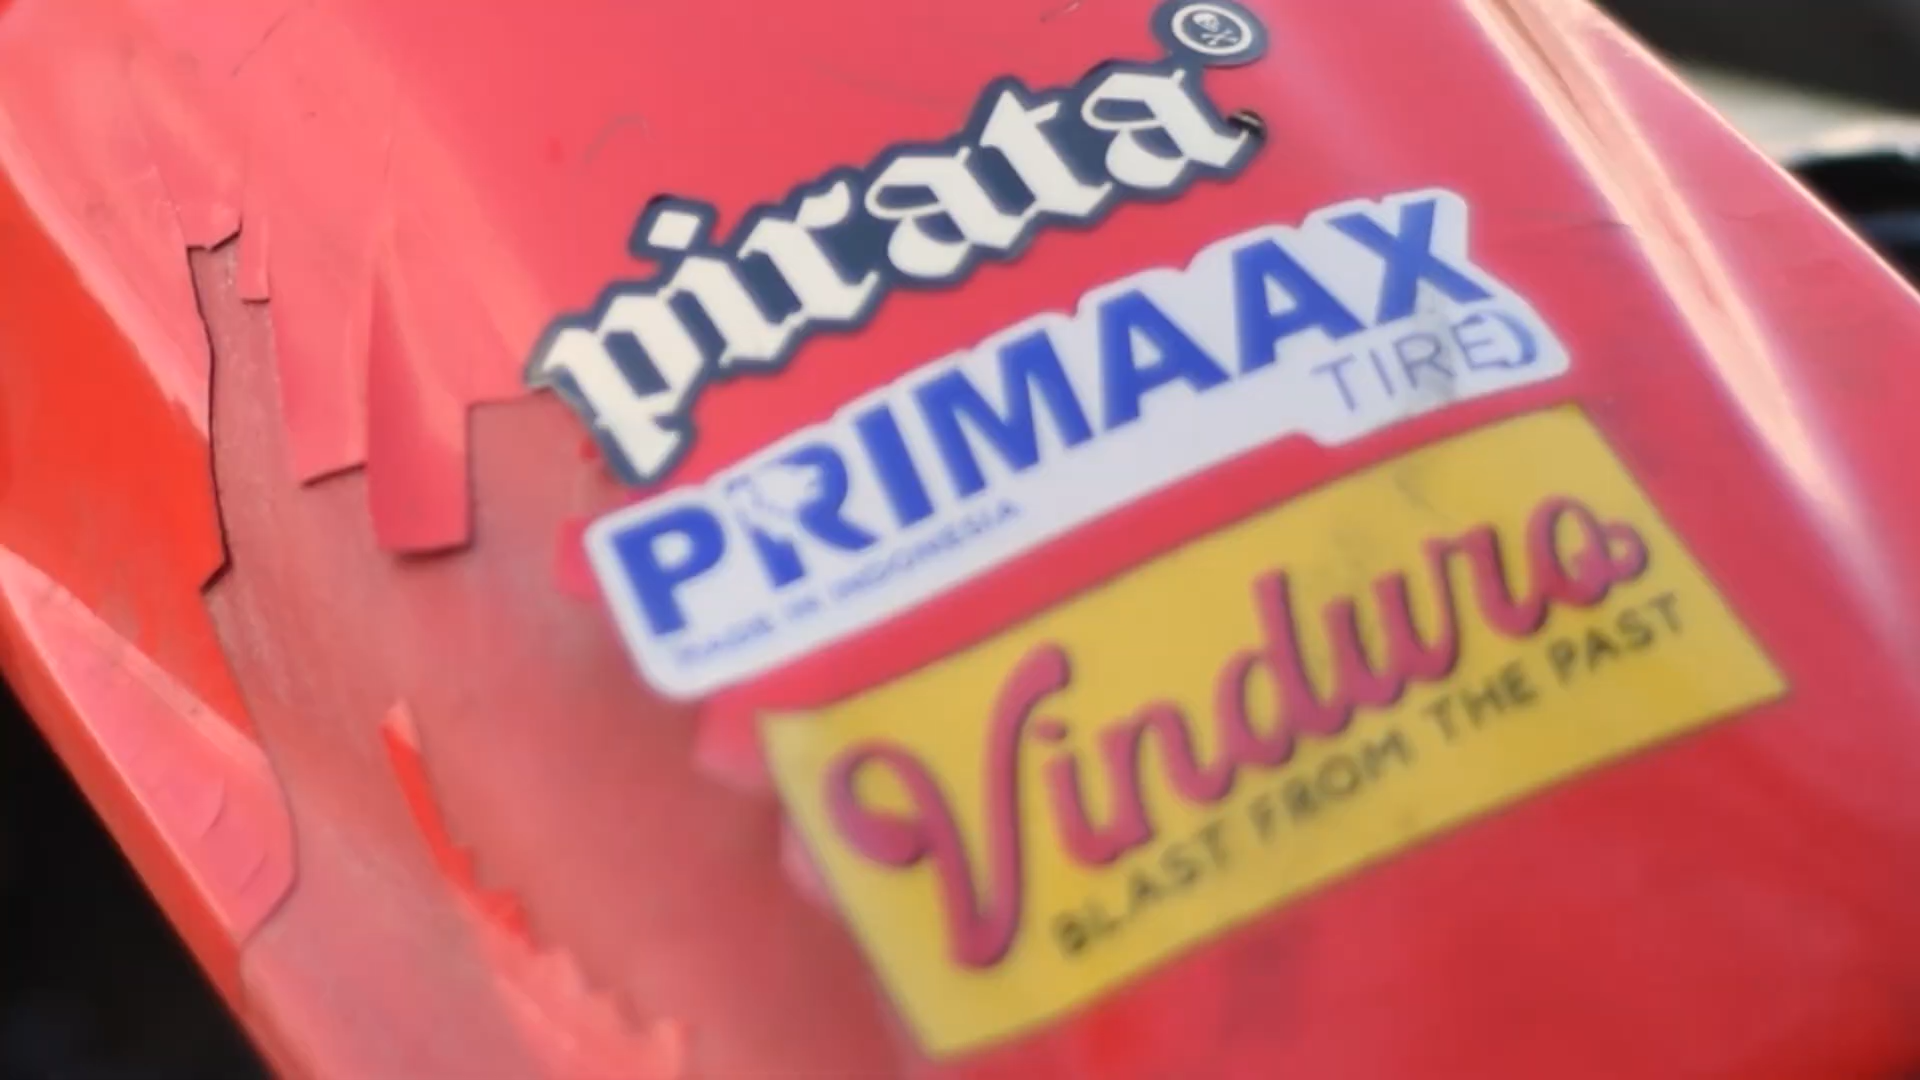 pirata
PRIMAAX
TIRE
MADE IN INDONESIA
Vinduro
BLAST FROM THE PAST